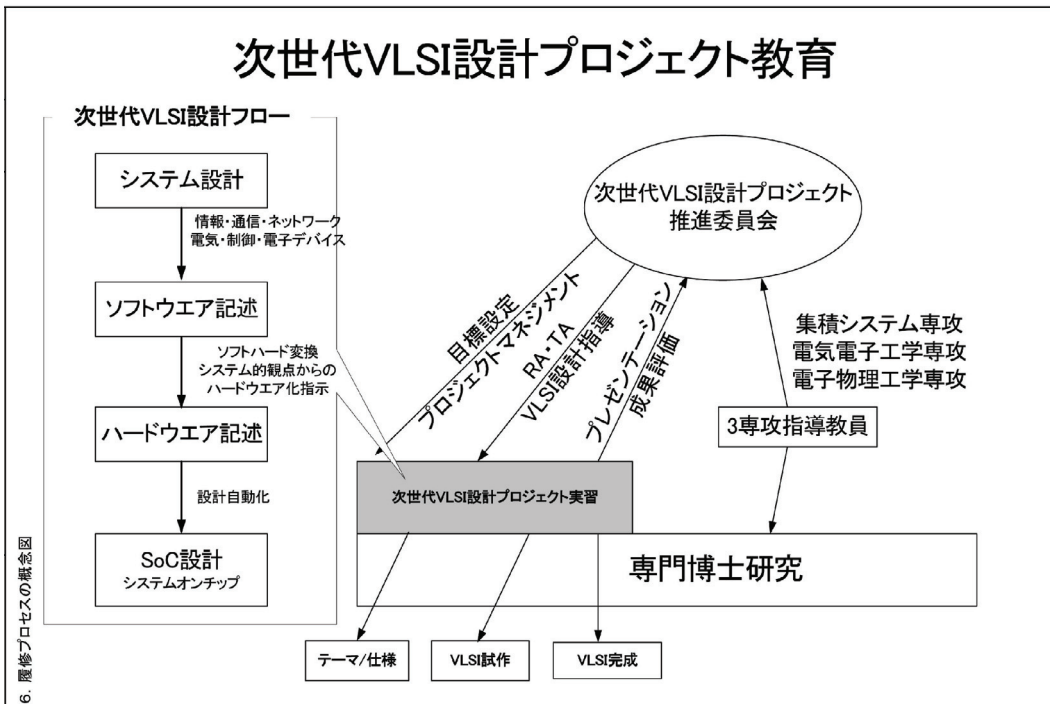 次世代VLSI設計プロジェクト教育
次世代VLSI設計フロー
システム設計
情報・通信・ネットワーク
電気・制御・電子デバイス
ソフトウエア記述
ソフトハード変換
システム的観点からの
ハードウエア化指示
ハードウエア記述
設計自動化
SoC設計
システムオンチップ
次世代VLSI設計プロジェクト
推進委員会
目標設定
プロジェクトマネジメント
RA・TA
VLSI設計指導
プレゼンテーション
成果評価
集積システム専攻
電気電子工学専攻
電子物理工学専攻
3専攻指導教員
次世代VLSI設計プロジェクト実習
専門博士研究
テーマ/仕様
VLSI試作
VLSI完成
6. 履修プロセスの概念図